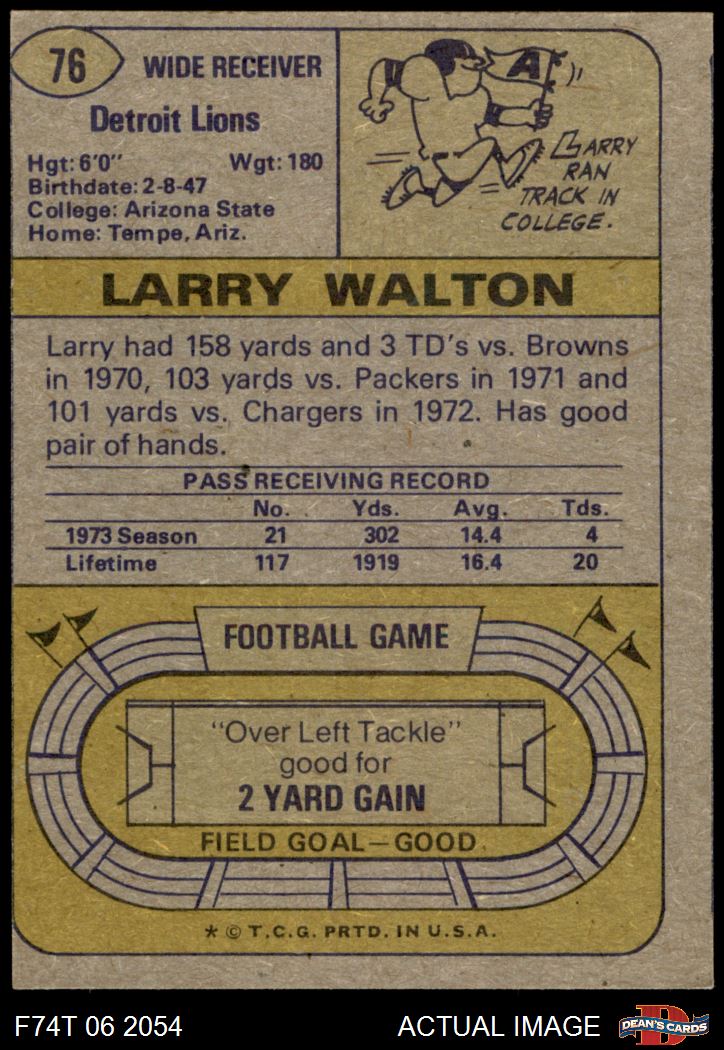 76
WIDE RECEIVER
Detroit Lions
Hgt: 6'0" Wgt: 180
Birthdate: 2-8-47
College: Arizona State
Home: Tempe, Ariz.
A
LARRY
RAN
TRACK IN
COLLEGE.
LARRY WALTON
Larry had 158 yards and 3 TD's vs. Browns
in 1970, 103 yards vs. Packers in 1971 and
101 yards vs. Chargers in 1972. Has good
pair of hands.
PASS RECEIVING RECORD
No. Yds. Avg. Tds.
1973 Season 21 302 14.4 4
Lifetime 117 1919 16.4 20
FOOTBALL GAME
"Over Left Tackle"
good for
2 YARD GAIN
FIELD GOAL—GOOD
* © T.C.G. PRTD. IN U.S.A.
F74T 06 2054 ACTUAL IMAGE
D
DEAN'S CARDS